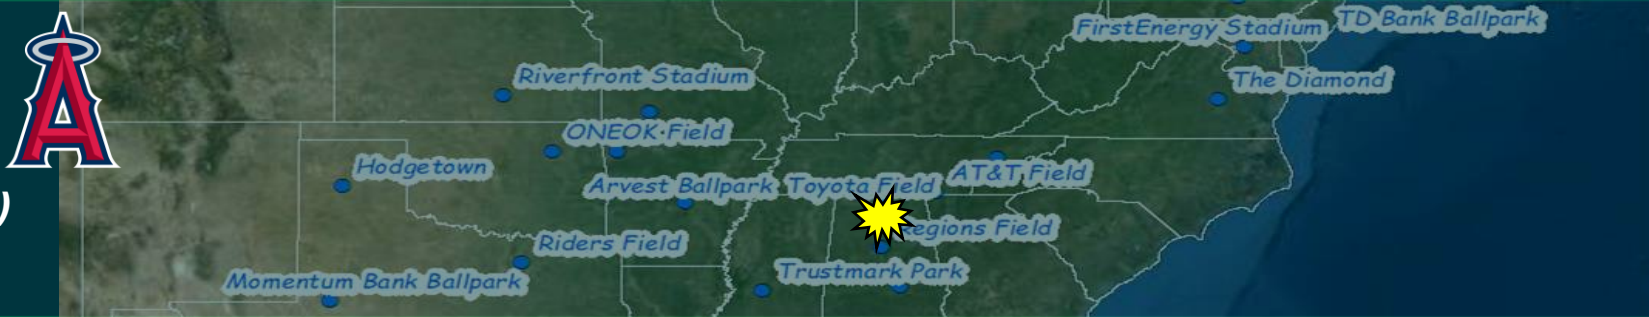 FirstEnergy Stadium
TD Bank Ballpark
Riverfront Stadium
The Diamond
ONEOK Field
Hodgetown
AT&T Field
Arvest Ballpark
Toyota Field
egions Field
Riders Field
Trustmark Park
Momentum Bank Ballpark
A
)